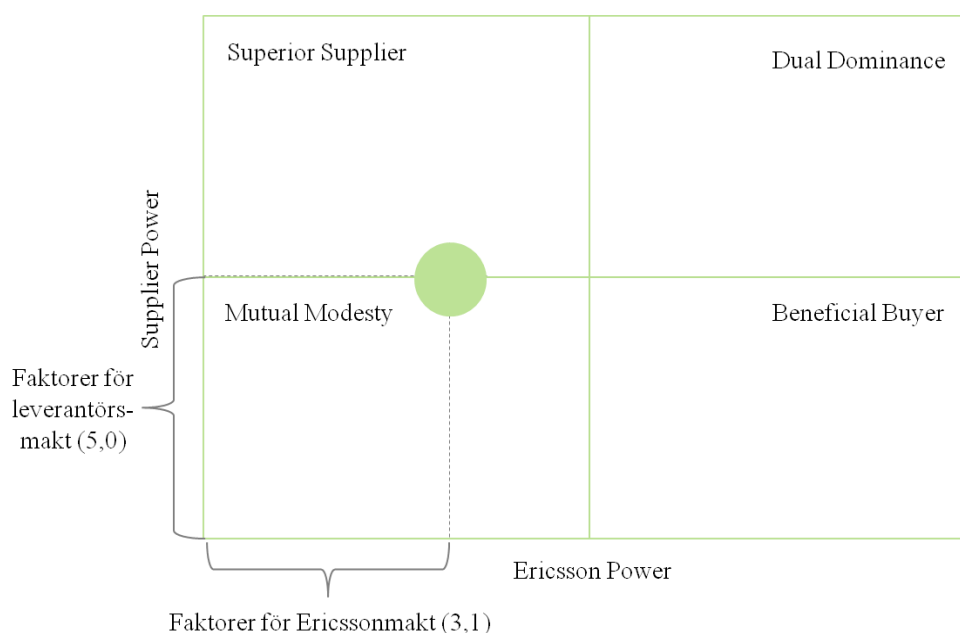 Superior Supplier
Dual Dominance
Supplier Power
Mutual Modesty
Beneficial Buyer
Faktorer för
leverantörs-
makt (5,0)
Ericsson Power
Faktorer för Ericssonmakt (3,1)